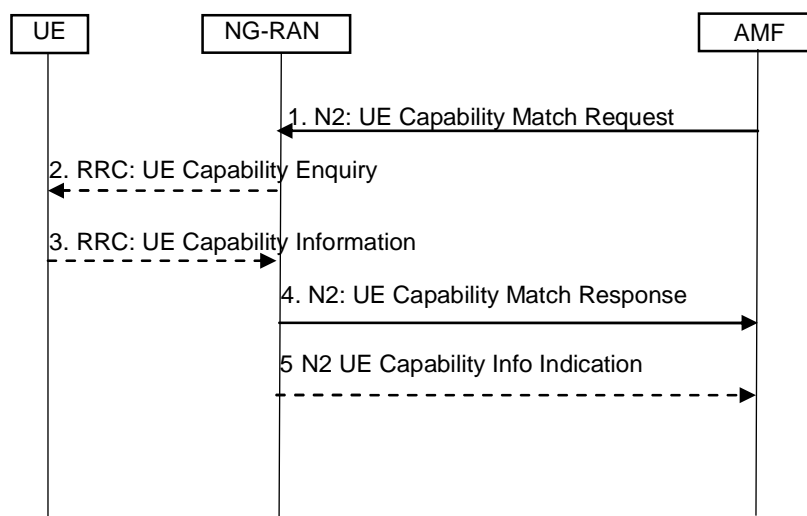 UE
NG-RAN
AMF
1. N2: UE Capability Match Request
2. RRC: UE Capability Enquiry
3. RRC: UE Capability Information
4. N2: UE Capability Match Response
5 N2 UE Capability Info Indication